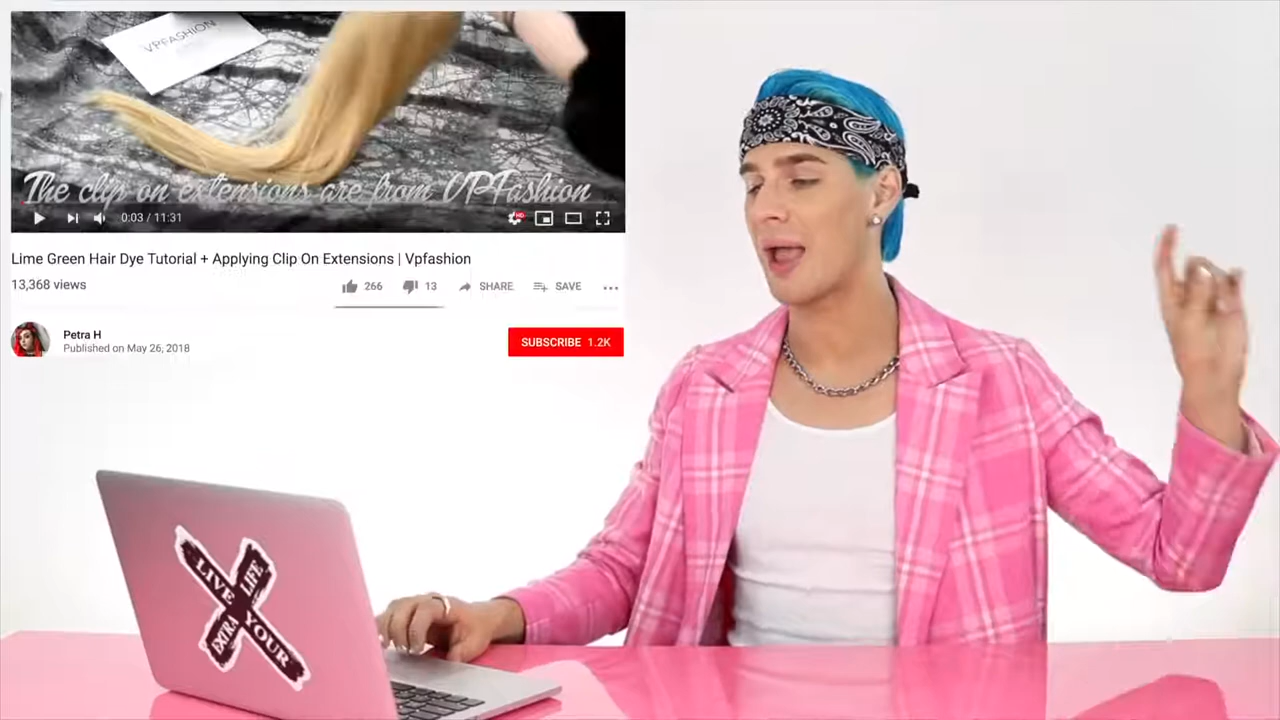 VPFASHION
The clip on extensions are from VPFashion
0:03 / 11:31
HD
Lime Green Hair Dye Tutorial + Applying Clip On Extensions | Vpfashion
13,368 views
266
13
SHARE
SAVE
Petra H
Published on May 26, 2018
SUBSCRIBE 1.2K
LIVE YOUR
EXTRA LIFE